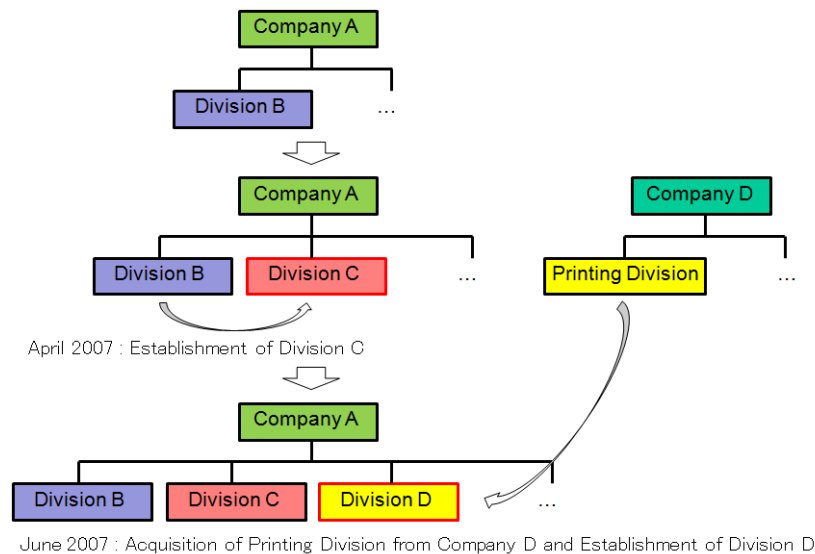 Company A
Division B
...
Company A
Company D
Division B
Division C
...
Printing Division
...
April 2007 : Establishment of Division C
Company A
Division B
Division C
Division D
...
June 2007 : Acquisition of Printing Division from Company D and Establishment of Division D